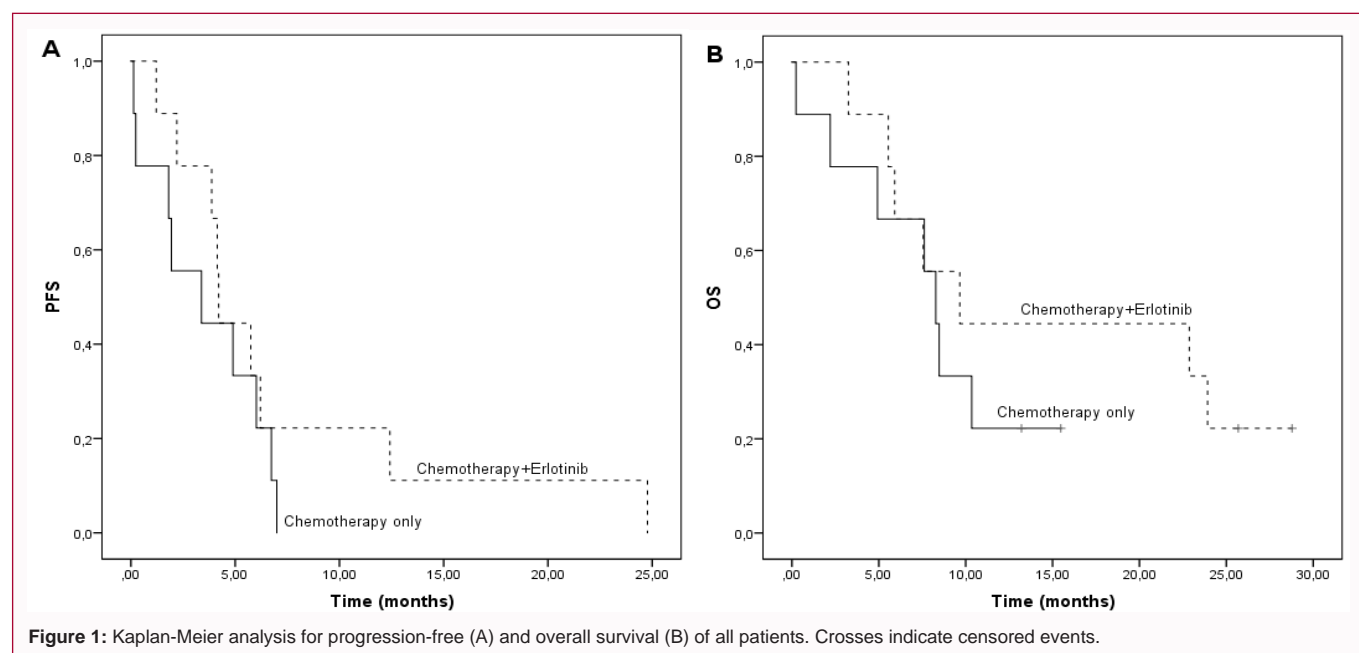 A
1,0
0,8
0,6
0,4
0,2
0,0
PFS
Chemotherapy+Erlotinib
Chemotherapy only
,00 5,00 10,00 15,00 20,00 25,00
Time (months)
B
1,0
0,8
0,6
0,4
0,2
0,0
OS
Chemotherapy+Erlotinib
Chemotherapy only
,00 5,00 10,00 15,00 20,00 25,00 30,00
Time (months)
Figure 1: Kaplan-Meier analysis for progression-free (A) and overall survival (B) of all patients. Crosses indicate censored events.